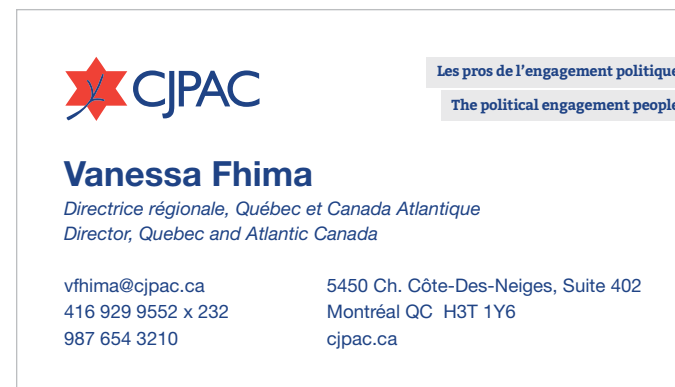 CJPAC
Les pros de l'engagement politique
The political engagement people
Vanessa Fhima
Directrice régionale, Québec et Canada Atlantique
Director, Quebec and Atlantic Canada
vfhima@cjpac.ca
416 929 9552 x 232
987 654 3210
5450 Ch. Côte-Des-Neiges, Suite 402
Montréal QC H3T 1Y6
cjpac.ca